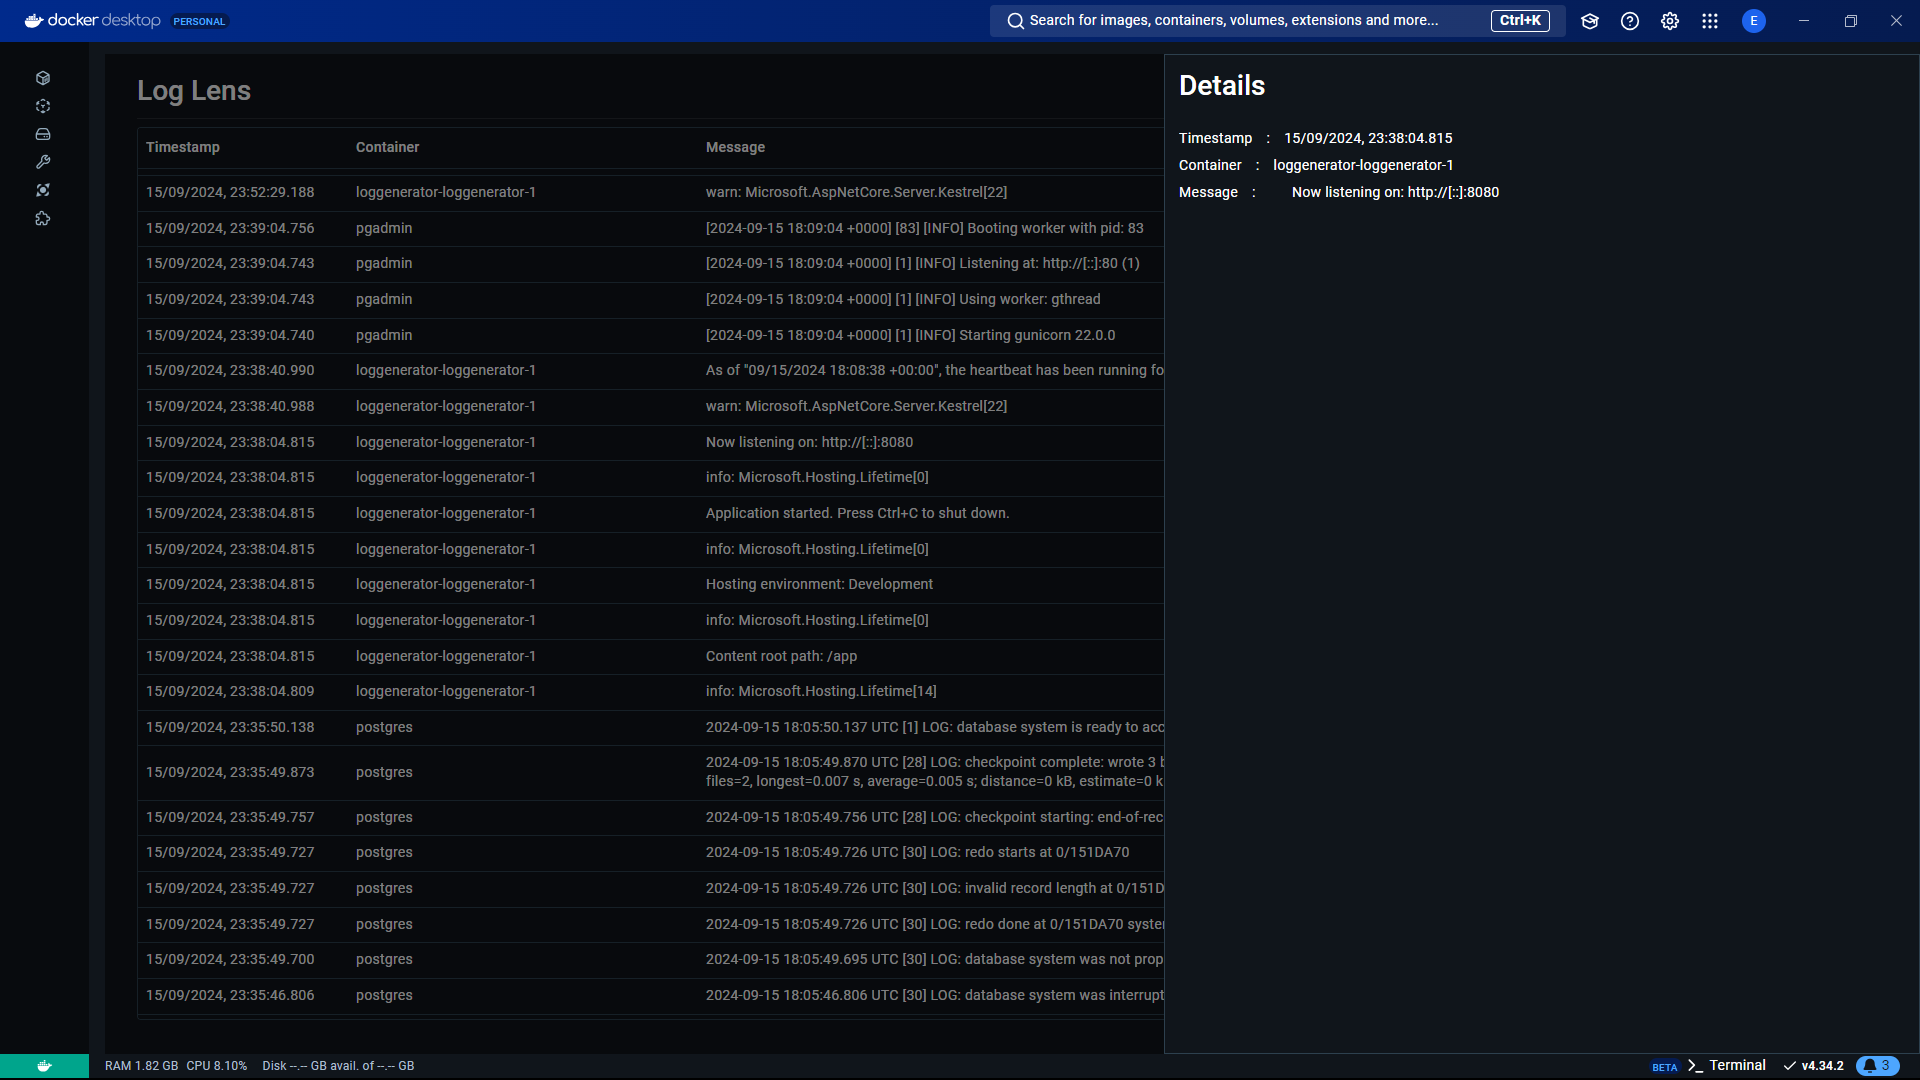 docker desktop PERSONAL
Search for images, containers, volumes, extensions and more... Ctrl+K
E
Log Lens
Timestamp Container Message
15/09/2024, 23:52:29.188 loggenerator-loggenerator-1 warn: Microsoft.AspNetCore.Server.Kestrel[22]
15/09/2024, 23:39:04.756 pgadmin [2024-09-15 18:09:04 +0000] [83] [INFO] Booting worker with pid: 83
15/09/2024, 23:39:04.743 pgadmin [2024-09-15 18:09:04 +0000] [1] [INFO] Listening at: http://[::]:80 (1)
15/09/2024, 23:39:04.743 pgadmin [2024-09-15 18:09:04 +0000] [1] [INFO] Using worker: gthread
15/09/2024, 23:39:04.740 pgadmin [2024-09-15 18:09:04 +0000] [1] [INFO] Starting gunicorn 22.0.0
15/09/2024, 23:38:40.990 loggenerator-loggenerator-1 As of "09/15/2024 18:08:38 +00:00", the heartbeat has been running fo
15/09/2024, 23:38:40.988 loggenerator-loggenerator-1 warn: Microsoft.AspNetCore.Server.Kestrel[22]
15/09/2024, 23:38:04.815 loggenerator-loggenerator-1 Now listening on: http://[::]:8080
15/09/2024, 23:38:04.815 loggenerator-loggenerator-1 info: Microsoft.Hosting.Lifetime[0]
15/09/2024, 23:38:04.815 loggenerator-loggenerator-1 Application started. Press Ctrl+C to shut down.
15/09/2024, 23:38:04.815 loggenerator-loggenerator-1 info: Microsoft.Hosting.Lifetime[0]
15/09/2024, 23:38:04.815 loggenerator-loggenerator-1 Hosting environment: Development
15/09/2024, 23:38:04.815 loggenerator-loggenerator-1 info: Microsoft.Hosting.Lifetime[0]
15/09/2024, 23:38:04.815 loggenerator-loggenerator-1 Content root path: /app
15/09/2024, 23:38:04.809 loggenerator-loggenerator-1 info: Microsoft.Hosting.Lifetime[14]
15/09/2024, 23:35:50.138 postgres 2024-09-15 18:05:50.137 UTC [1] LOG: database system is ready to acc
15/09/2024, 23:35:49.873 postgres 2024-09-15 18:05:49.870 UTC [28] LOG: checkpoint complete: wrote 3 b
files=2, longest=0.007 s, average=0.005 s; distance=0 kB, estimate=0 k
15/09/2024, 23:35:49.757 postgres 2024-09-15 18:05:49.756 UTC [28] LOG: checkpoint starting: end-of-rec
15/09/2024, 23:35:49.727 postgres 2024-09-15 18:05:49.726 UTC [30] LOG: redo starts at 0/151DA70
15/09/2024, 23:35:49.727 postgres 2024-09-15 18:05:49.726 UTC [30] LOG: invalid record length at 0/151D
15/09/2024, 23:35:49.727 postgres 2024-09-15 18:05:49.726 UTC [30] LOG: redo done at 0/151DA70 syste
15/09/2024, 23:35:49.700 postgres 2024-09-15 18:05:49.695 UTC [30] LOG: database system was not prop
15/09/2024, 23:35:46.806 postgres 2024-09-15 18:05:46.806 UTC [30] LOG: database system was interrupt
Details
Timestamp : 15/09/2024, 23:38:04.815
Container : loggenerator-loggenerator-1
Message : Now listening on: http://[::]:8080
RAM 1.82 GB CPU 8.10% Disk --.-- GB avail. of --.-- GB
BETA Terminal v4.34.2 3